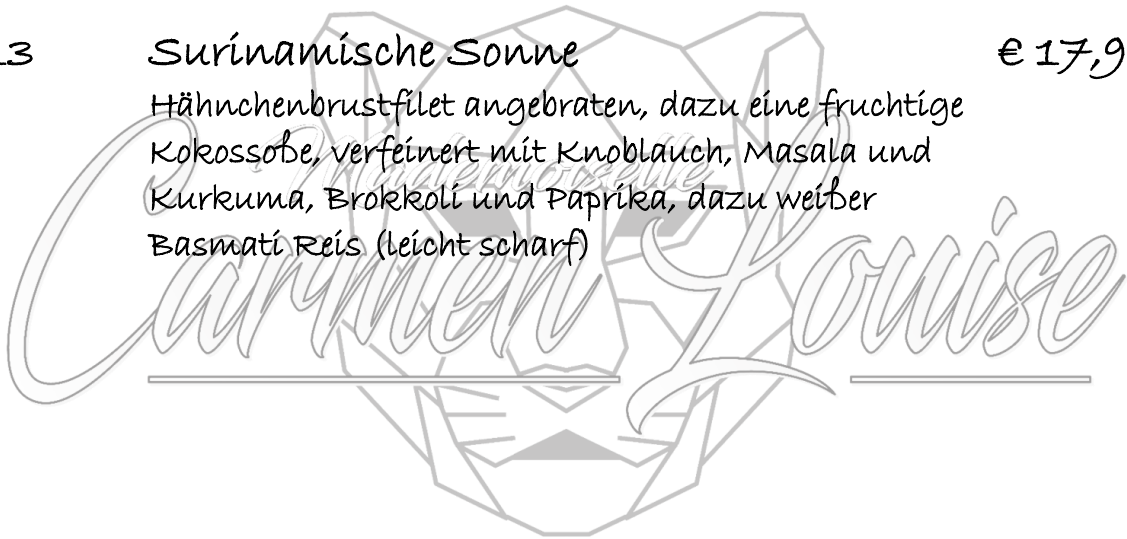 13 Surinamische Sonne € 17,9
Hähnchenbrustfilet angebraten, dazu eine fruchtige
Kokossoße, verfeinert mit Knoblauch, Masala und
Kurkuma, Brokkoli und Paprika, dazu weißer
Basmati Reis (leicht scharf)
Mademoiselle
Carmen Louise